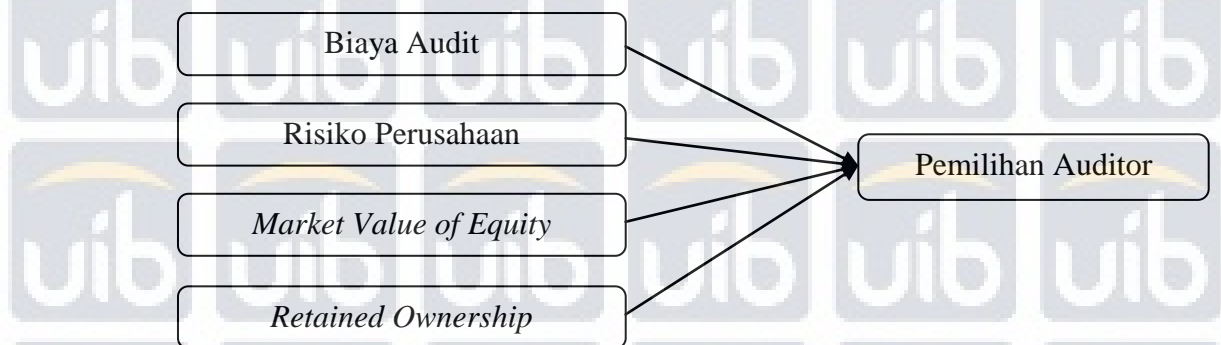 Biaya Audit
Risiko Perusahaan
Pemilihan Auditor
Market Value of Equity
Retained Ownership